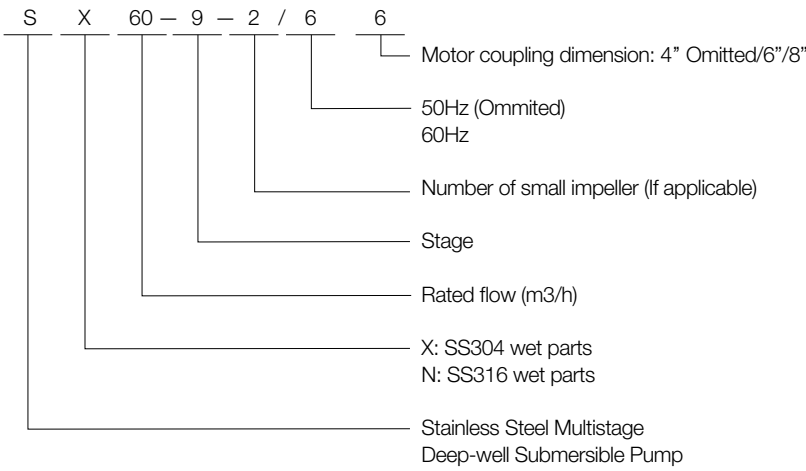 S X 60 – 9 – 2 / 6 6
Motor coupling dimension: 4” Omitted/6”/8”
50Hz (Ommited)
60Hz
Number of small impeller (If applicable)
Stage
Rated flow (m3/h)
X: SS304 wet parts
N: SS316 wet parts
Stainless Steel Multistage
Deep-well Submersible Pump